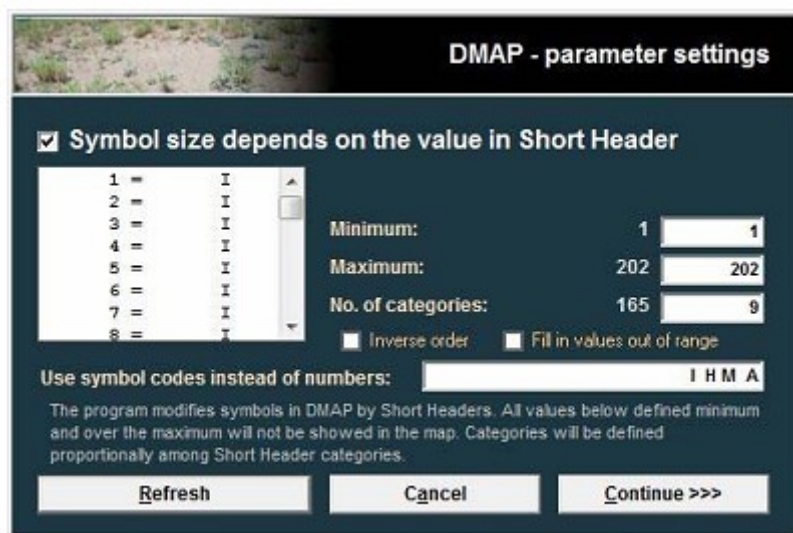 DMAP - parameter settings
Symbol size depends on the value in Short Header
1 = I
2 = I
3 = I
4 = I
5 = I
6 = I
7 = I
8 = I
Minimum: 1 1
Maximum: 202 202
No. of categories: 165 9
Inverse order Fill in values out of range
Use symbol codes instead of numbers: I H M A
The program modifies symbols in DMAP by Short Headers. All values below defined minimum
and over the maximum will not be showed in the map. Categories will be defined
proportionally among Short Header categories.
Refresh Cancel Continue >>>